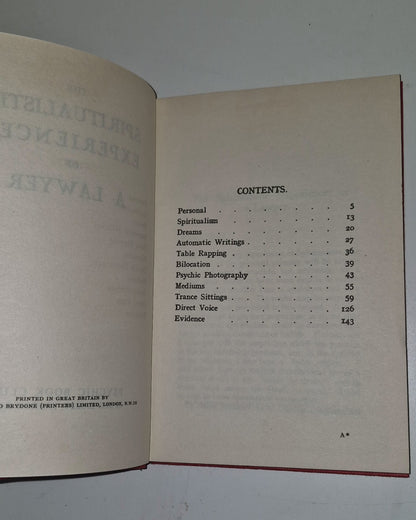 PRINTED IN GREAT BRITAIN BY
BRYDONE (PRINTERS) LIMITED, LONDON, S.E.10
CONTENTS.
Personal . . . . . . . 5
Spiritualism . . . . . . 13
Dreams . . . . . . . 20
Automatic Writings . . . . . 27
Table Rapping . . . . . . 36
Bilocation . . . . . . . 39
Psychic Photography . . . . . 43
Mediums . . . . . . . 55
Trance Sittings . . . . . . 59
Direct Voice . . . . . . 126
Evidence . . . . . . . 143
A*